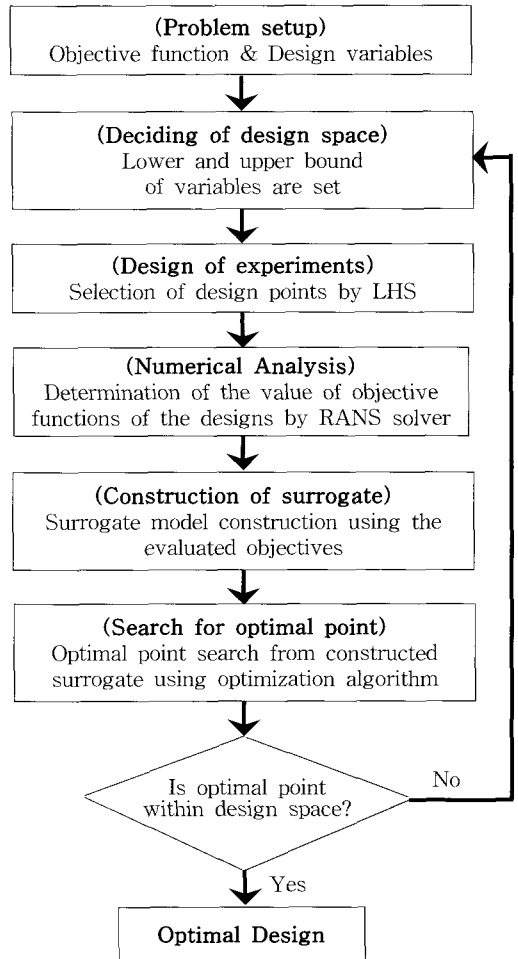 (Problem setup)
Objective function & Design variables
(Deciding of design space)
Lower and upper bound
of variables are set
(Design of experiments)
Selection of design points by LHS
(Numerical Analysis)
Determination of the value of objective
functions of the designs by RANS solver
(Construction of surrogate)
Surrogate model construction using the
evaluated objectives
(Search for optimal point)
Optimal point search from constructed
surrogate using optimization algorithm
Is optimal point
within design space?
No
Yes
Optimal Design